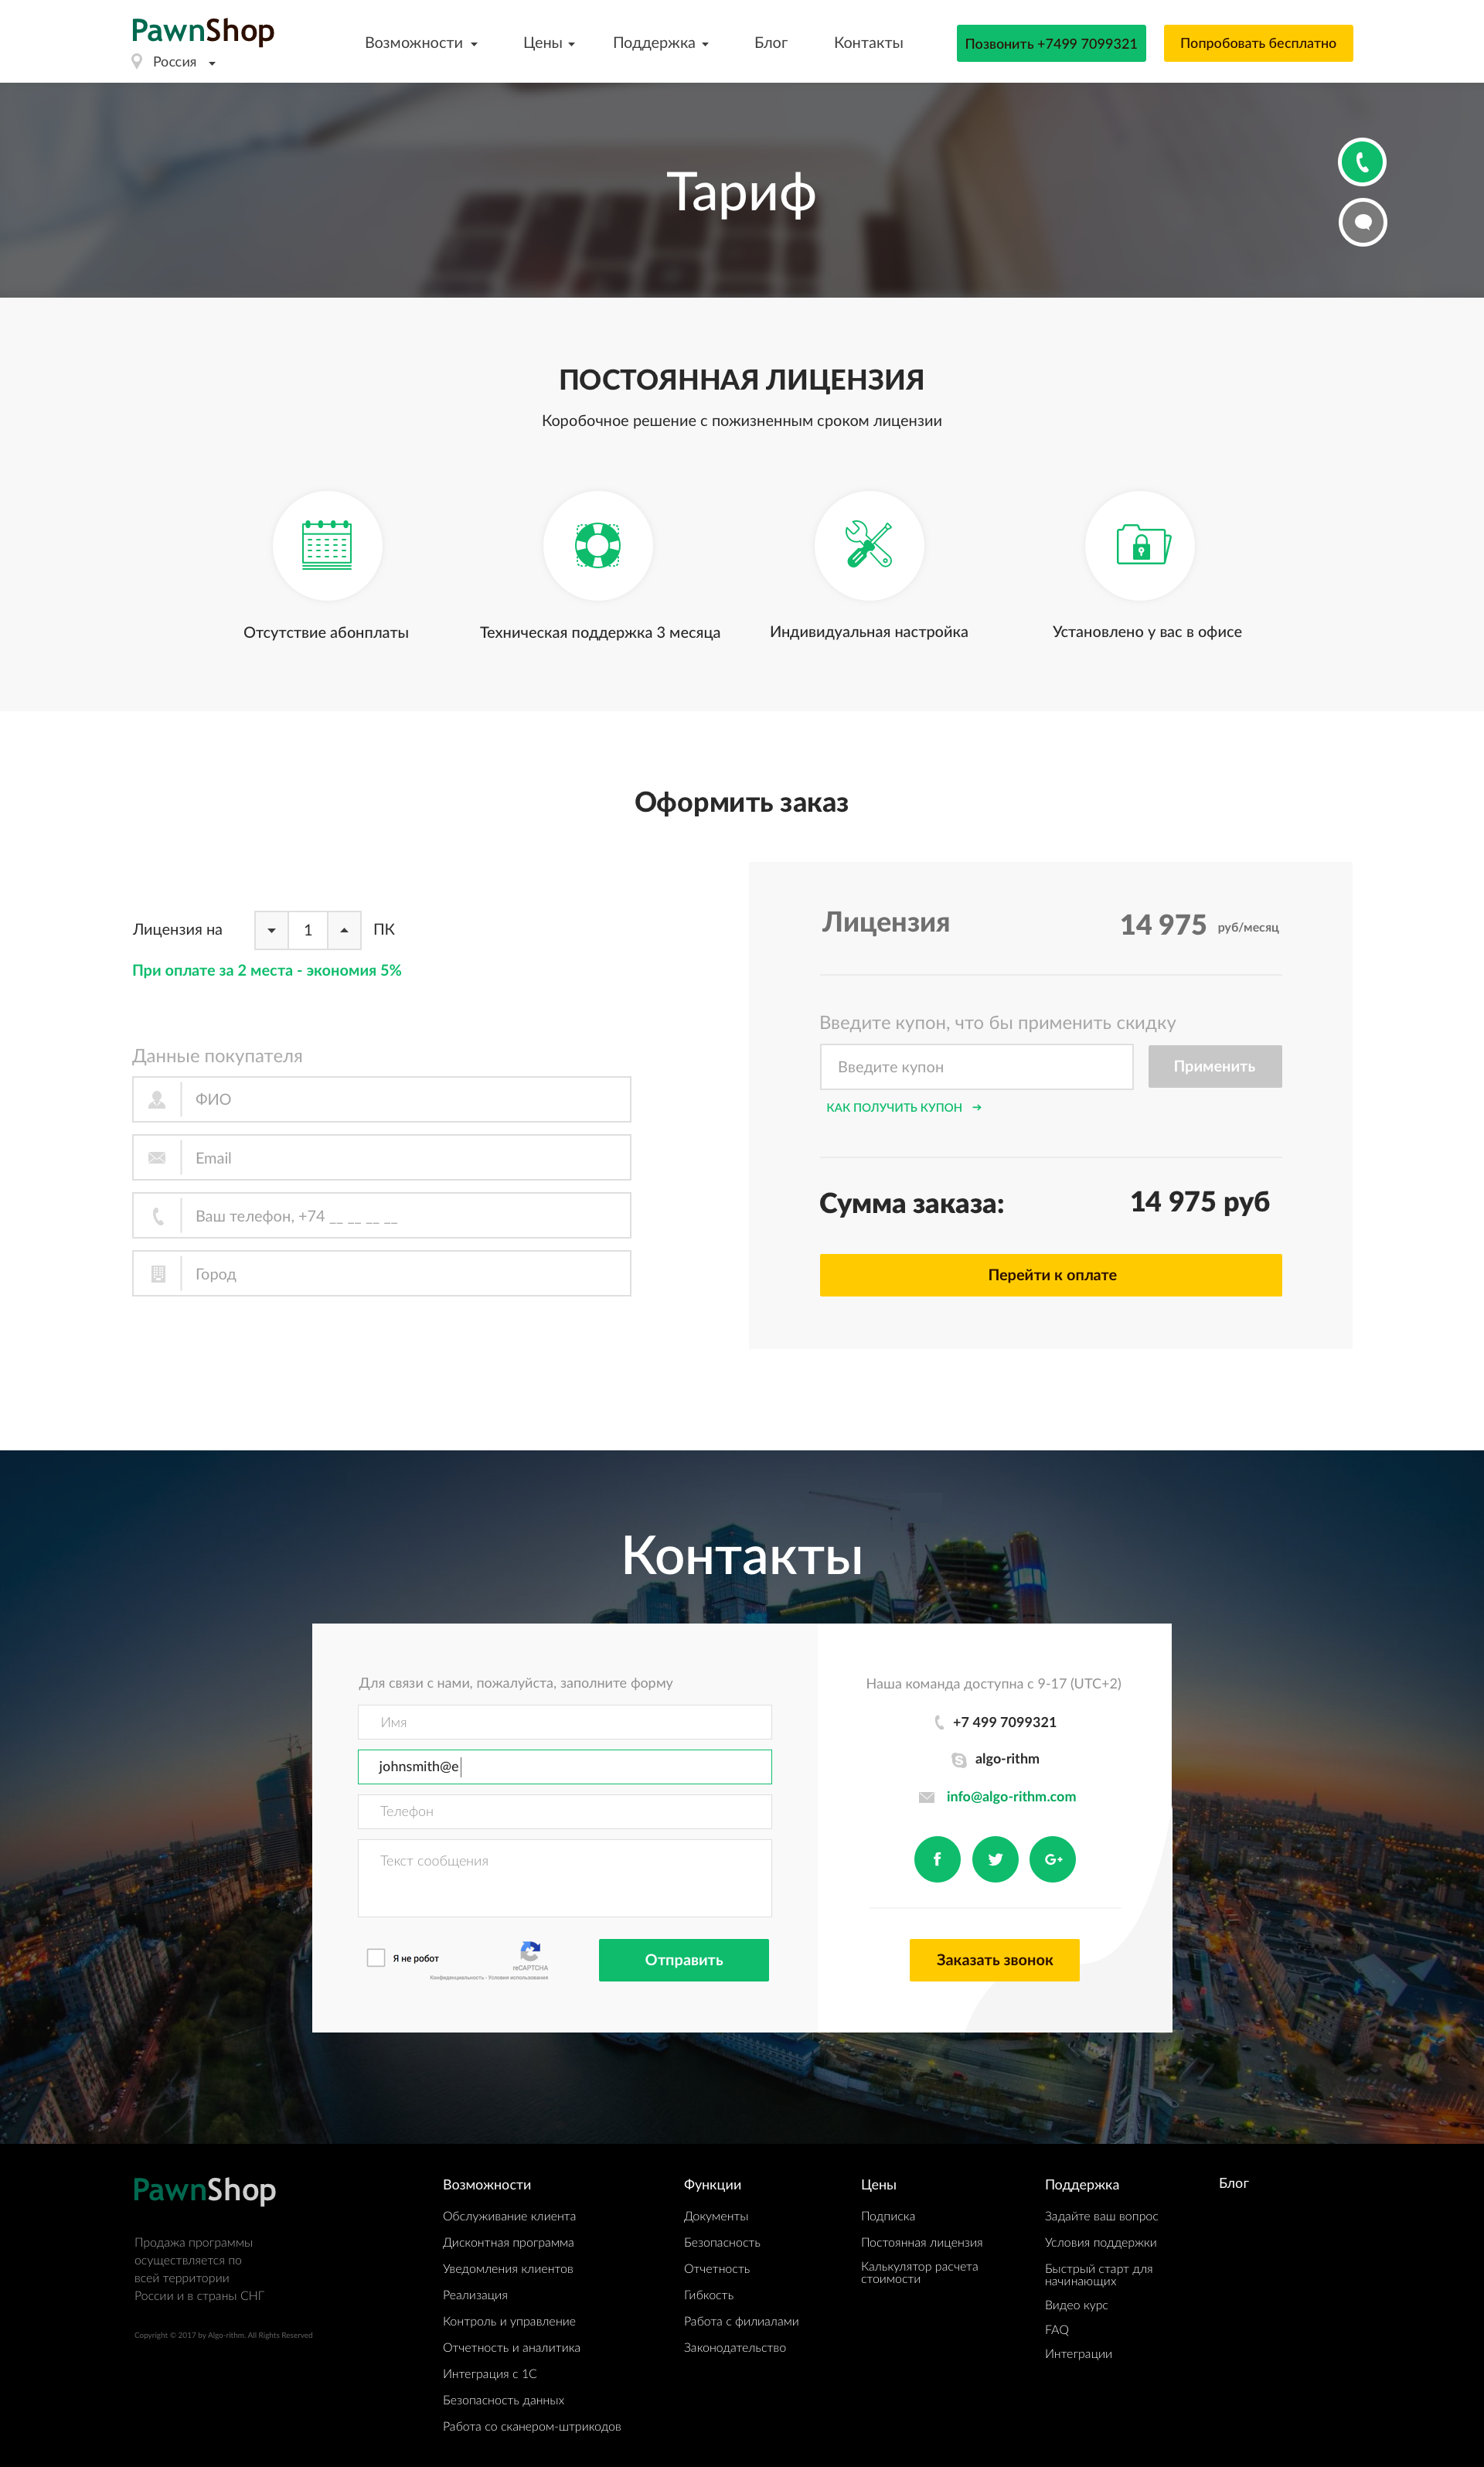 PawnShop
Россия
Возможности
Цены
Поддержка
Блог
Контакты
Позвонить +7499 7099321
Попробовать бесплатно
Тариф
ПОСТОЯННАЯ ЛИЦЕНЗИЯ
Коробочное решение с пожизненным сроком лицензии
Отсутствие абонплаты
Техническая поддержка 3 месяца
Индивидуальная настройка
Установлено у вас в офисе
Оформить заказ
Лицензия на
1
ПК
При оплате за 2 места - экономия 5%
Данные покупателя
ФИО
Email
Ваш телефон, +74 __ __ __ __
Город
Лицензия
14 975 руб/месяц
Введите купон, что бы применить скидку
Введите купон
Применить
КАК ПОЛУЧИТЬ КУПОН ➔
Сумма заказа:
14 975 руб
Перейти к оплате
Контакты
Для связи с нами, пожалуйста, заполните форму
Имя
johnsmith@e
Телефон
Текст сообщения
Я не робот
reCAPTCHA
Конфиденциальность - Условия использования
Отправить
Наша команда доступна с 9-17 (UTC+2)
+7 499 7099321
algo-rithm
info@algo-rithm.com
f
G+
Заказать звонок
PawnShop
Продажа программы
осуществляется по
всей территории
России и в страны СНГ
Copyright © 2017 by Algo-rithm. All Rights Reserved
Возможности
Обслуживание клиента
Дисконтная программа
Уведомления клиентов
Реализация
Контроль и управление
Отчетность и аналитика
Интеграция с 1С
Безопасность данных
Работа со сканером-штрикодов
Функции
Документы
Безопасность
Отчетность
Гибкость
Работа с филиалами
Законодательство
Цены
Подписка
Постоянная лицензия
Калькулятор расчета
стоимости
Поддержка
Задайте ваш вопрос
Условия поддержки
Быстрый старт для
начинающих
Видео курс
FAQ
Интеграции
Блог